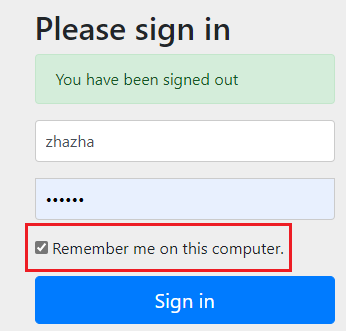 Please sign in
You have been signed out
zhazha
••••••
Remember me on this computer.
Sign in